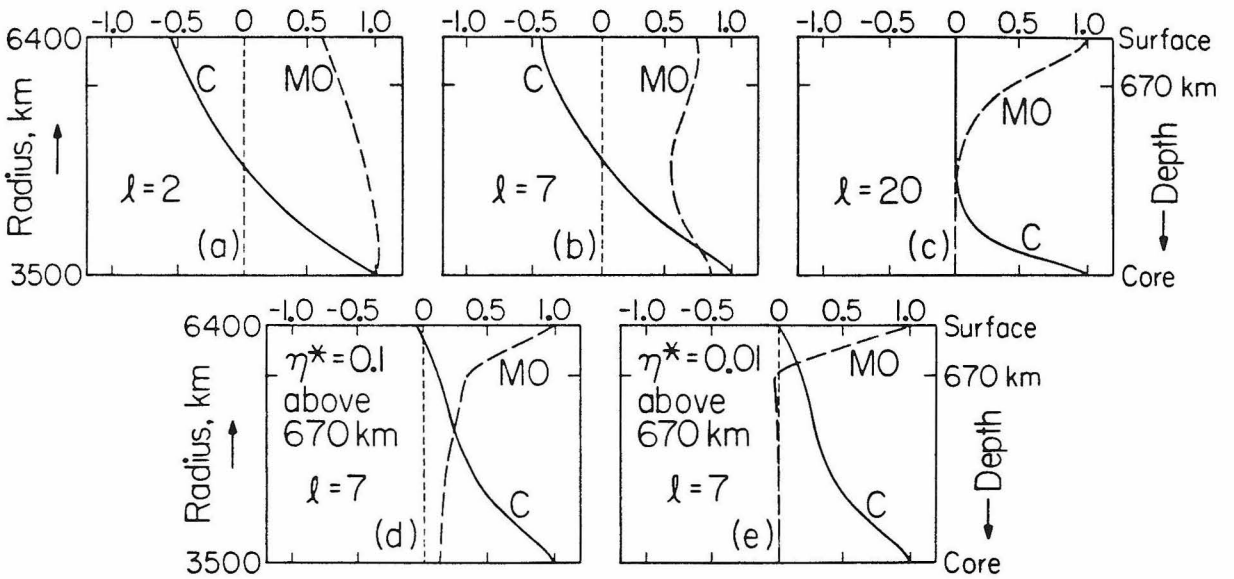 -1.0 -0.5 0 0.5 1.0
-1.0 -0.5 0 0.5 1.0
-1.0 -0.5 0 0.5 1.0
6400
Surface
C
MO
C
MO
MO
670 km
Radius, km
ℓ=2
ℓ=7
ℓ=20
Depth
(a)
(b)
(c)
C
3500
Core
-1.0 -0.5 0 0.5 1.0
-1.0 -0.5 0 0.5 1.0
6400
Surface
η*=0.1
above
670 km
MO
η*=0.01
above
670 km
MO
670 km
Radius, km
ℓ=7
C
ℓ=7
C
Depth
(d)
(e)
3500
Core